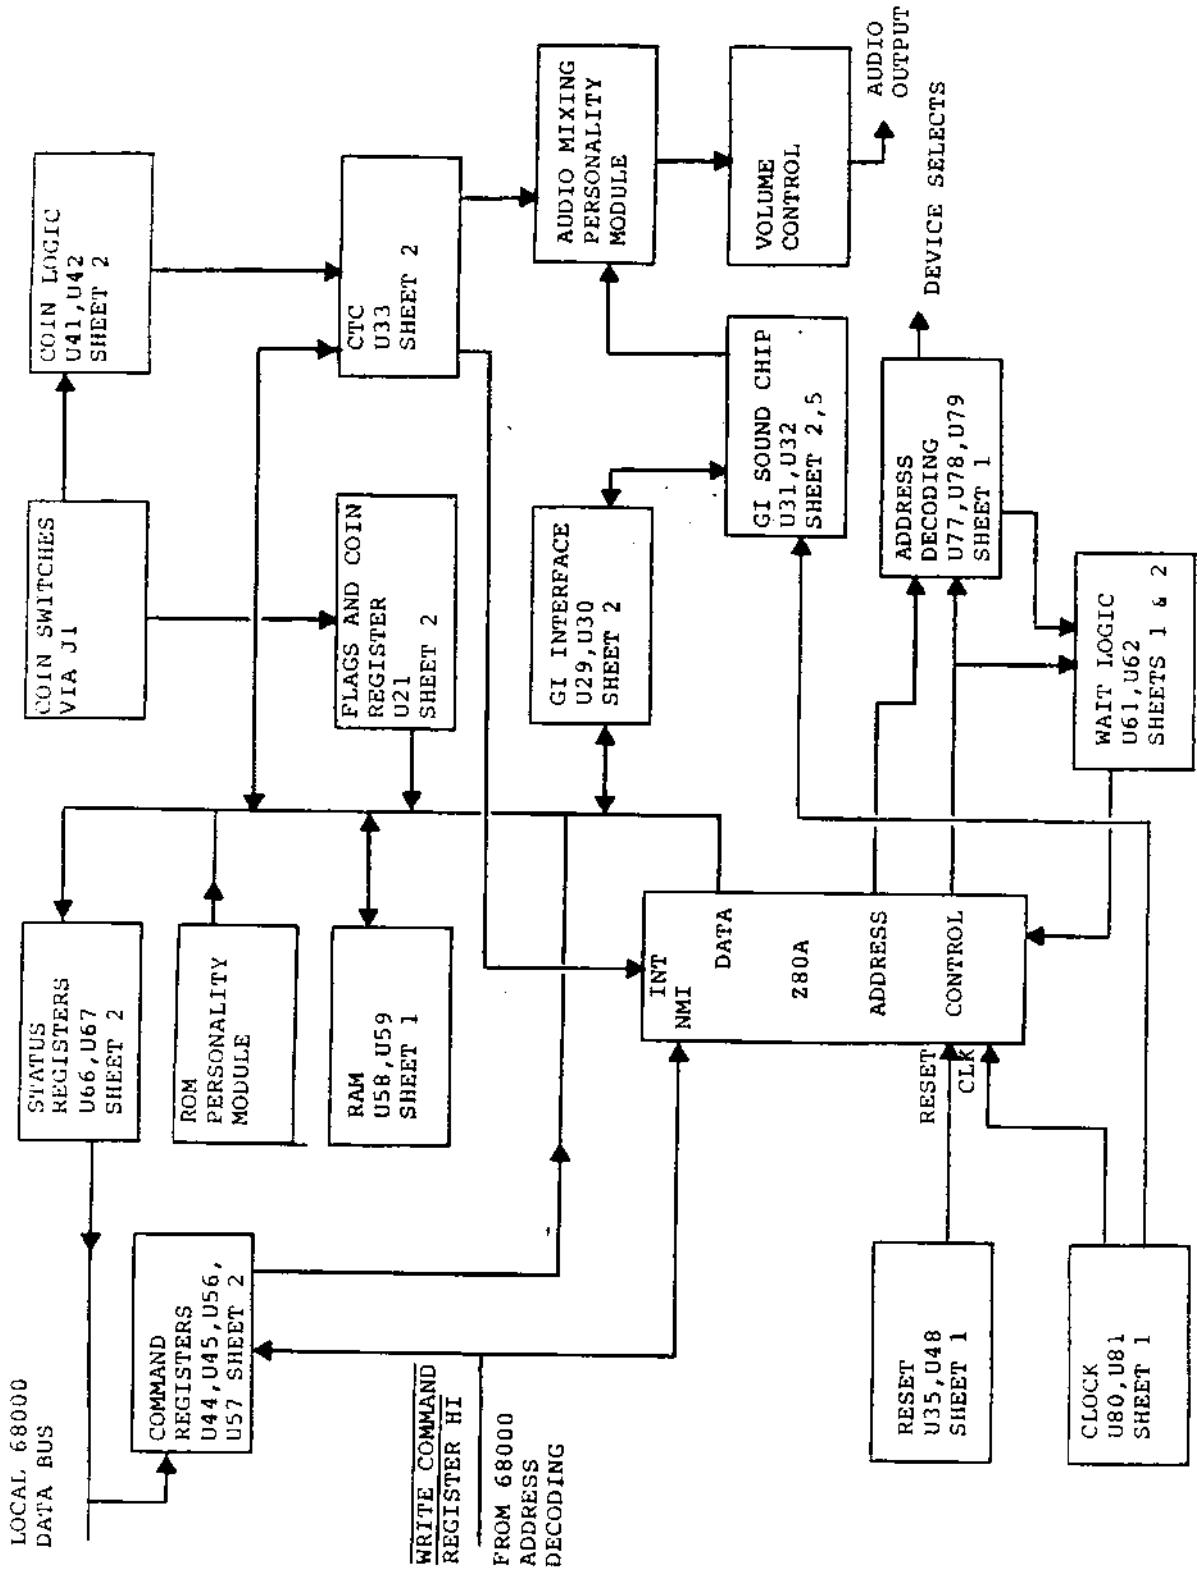 LOCAL 68000
DATA BUS
STATUS
REGISTERS
U66,U67
SHEET 2
COIN SWITCHES
VIA J1
COIN LOGIC
U41,U42
SHEET 2
COMMAND
REGISTERS
U44,U45,U56,
U57 SHEET 2
ROM
PERSONALITY
MODULE
RAM
U58,U59
SHEET 1
FLAGS AND COIN
REGISTER
U21
SHEET 2
CTC
U33
SHEET 2
WRITE COMMAND
REGISTER HI
FROM 68000
ADDRESS
DECODING
GI INTERFACE
U29,U30
SHEET 2
AUDIO MIXING
PERSONALITY
MODULE
INT
NMI
DATA
Z80A
ADDRESS
CONTROL
RESET
CLK
GI SOUND CHIP
U31,U32
SHEET 2,5
VOLUME
CONTROL
AUDIO
OUTPUT
RESET
U35,U48
SHEET 1
ADDRESS
DECODING
U77,U78,U79
SHEET 1
DEVICE SELECTS
CLOCK
U80,U81
SHEET 1
WAIT LOGIC
U61,U62
SHEETS 1 & 2